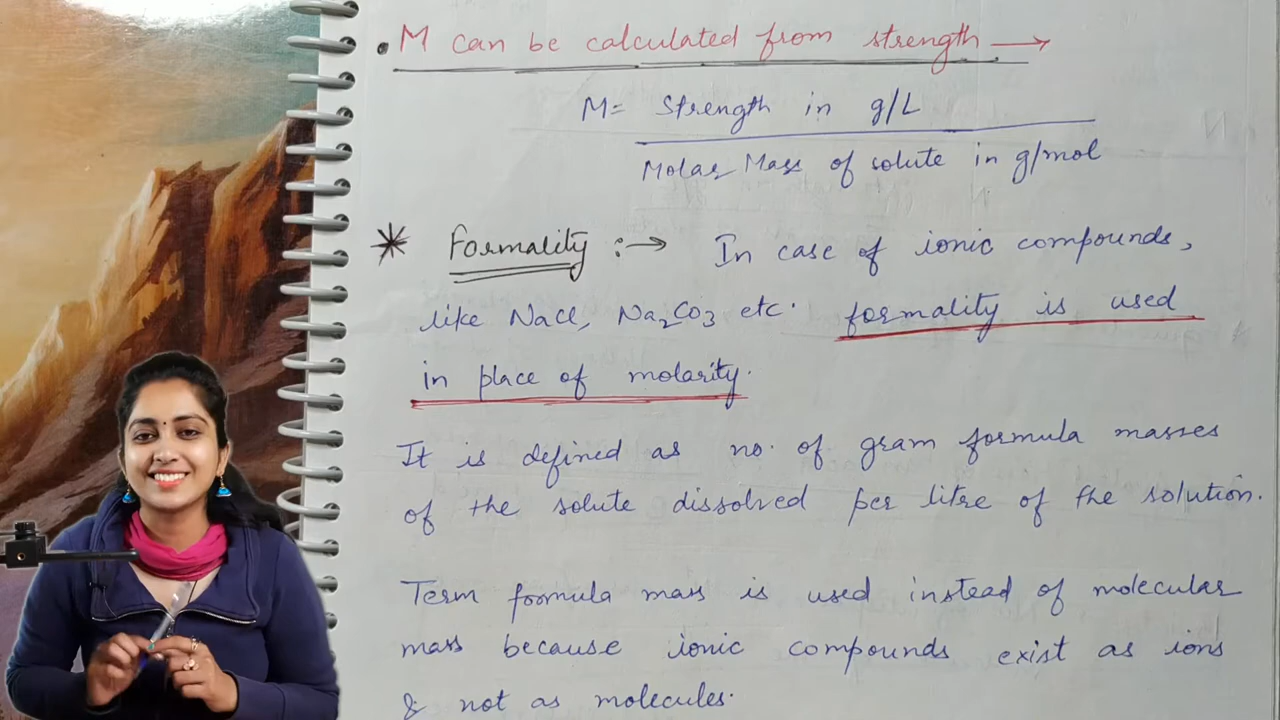 • M can be calculated from strength →
M = Strength in g/L
Molar Mass of solute in g/mol
* Formality :→ In case of ionic compounds,
like NaCl, Na₂CO₃ etc. formality is used
in place of molarity.
It is defined as no. of gram formula masses
of the solute dissolved per litre of the solution.
Term formula mass is used instead of molecular
mass because ionic compounds exist as ions
& not as molecules.